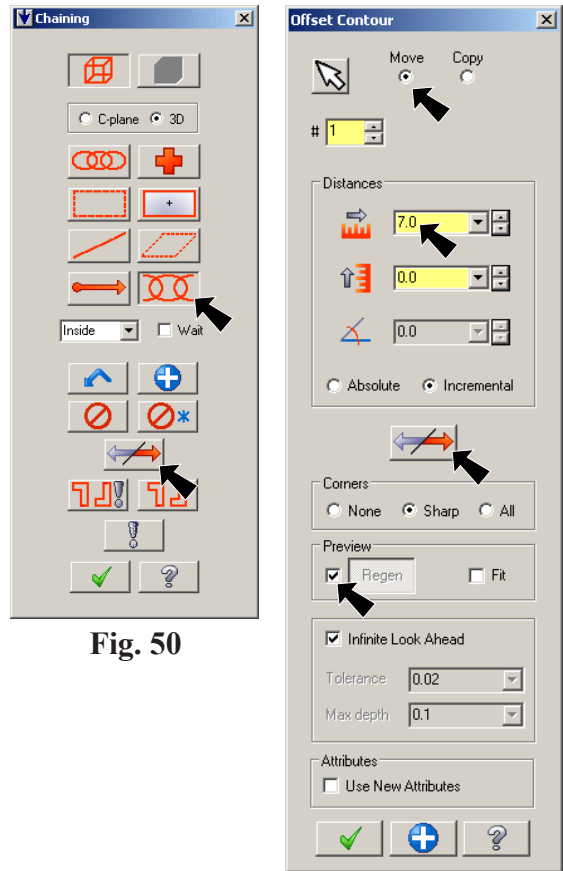 Chaining
C-plane 3D
+
Inside Wait
Fig. 50
Offset Contour
Move Copy
# 1
Distances
7.0
0.0
0.0
Absolute Incremental
Corners
None Sharp All
Preview
Regen Fit
Infinite Look Ahead
Tolerance 0.02
Max depth 0.1
Attributes
Use New Attributes